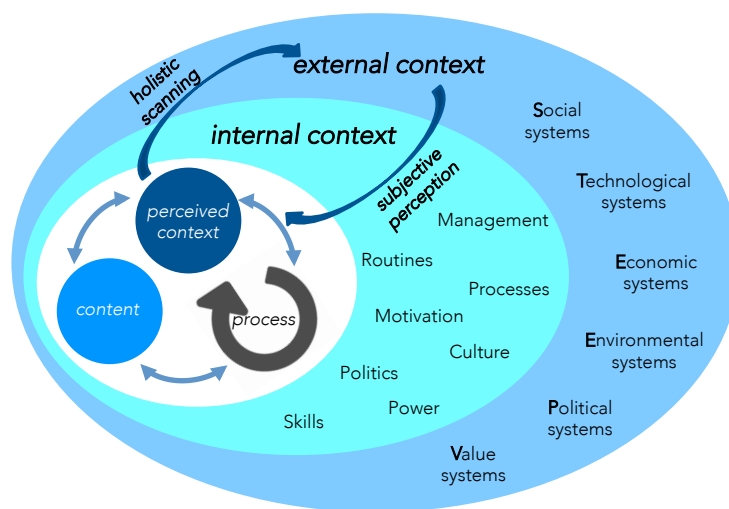 holistic
scanning
external context
internal context
subjective
perception
perceived
context
content
process
Management
Routines
Processes
Motivation
Culture
Politics
Power
Skills
Social
systems
Technological
systems
Economic
systems
Environmental
systems
Political
systems
Value
systems